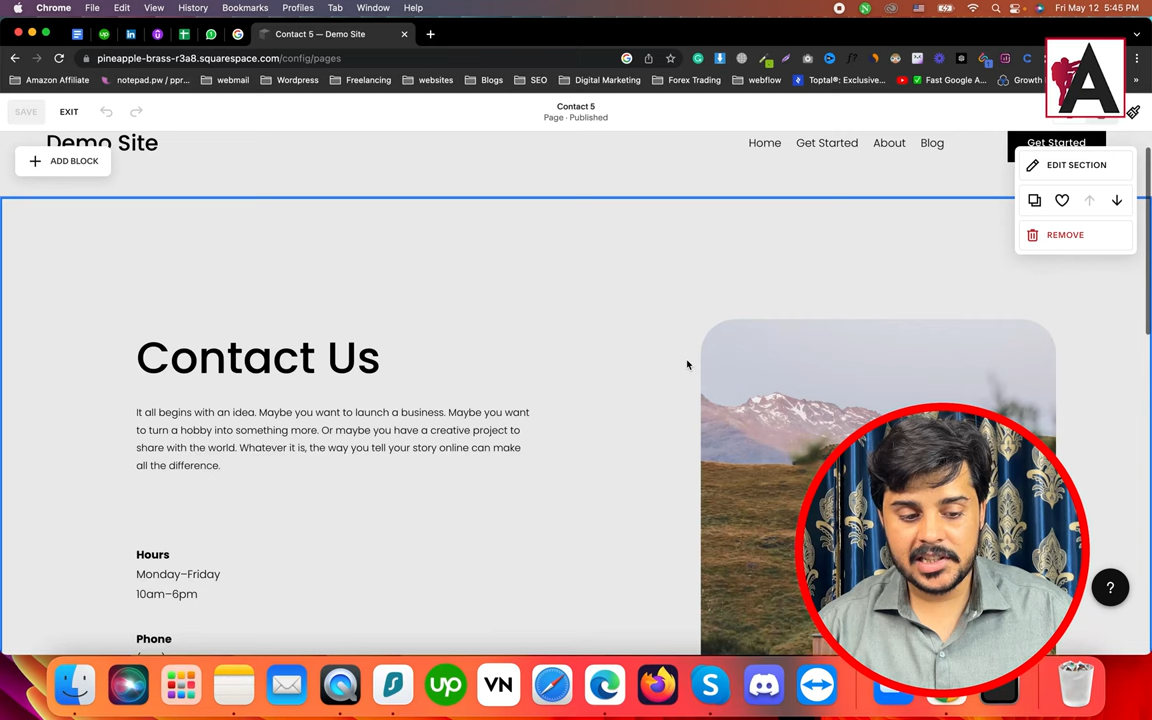 Chrome File Edit View History Bookmarks Profiles Tab Window Help
Fri May 12 5:45 PM
Contact 5 — Demo Site
pineapple-brass-r3a8.squarespace.com/config/pages
Amazon Affiliate notepad.pw / ppr... webmail Wordpress Freelancing websites Blogs SEO Digital Marketing Forex Trading webflow Toptal®: Exclusive... Fast Google A... Growth
A
SAVE EXIT
Contact 5
Page · Published
Demo Site
Home Get Started About Blog
Get Started
ADD BLOCK
EDIT SECTION
REMOVE
Contact Us
It all begins with an idea. Maybe you want to launch a business. Maybe you want
to turn a hobby into something more. Or maybe you have a creative project to
share with the world. Whatever it is, the way you tell your story online can make
all the difference.
Hours
Monday–Friday
10am–6pm
Phone
?
up VN